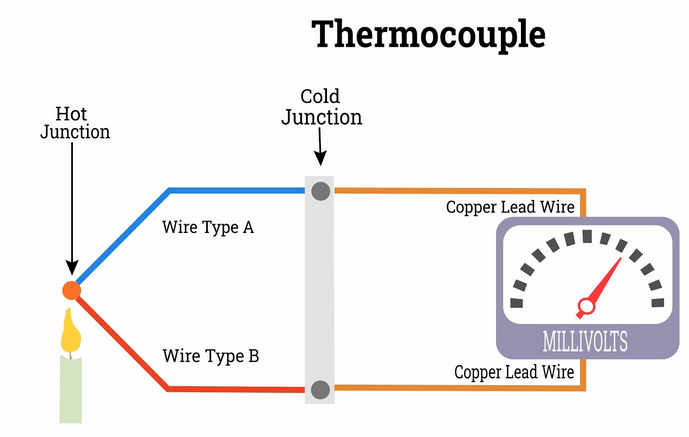 Thermocouple
Hot
Junction
Cold
Junction
Wire Type A
Copper Lead Wire
MILLIVOLTS
Wire Type B
Copper Lead Wire